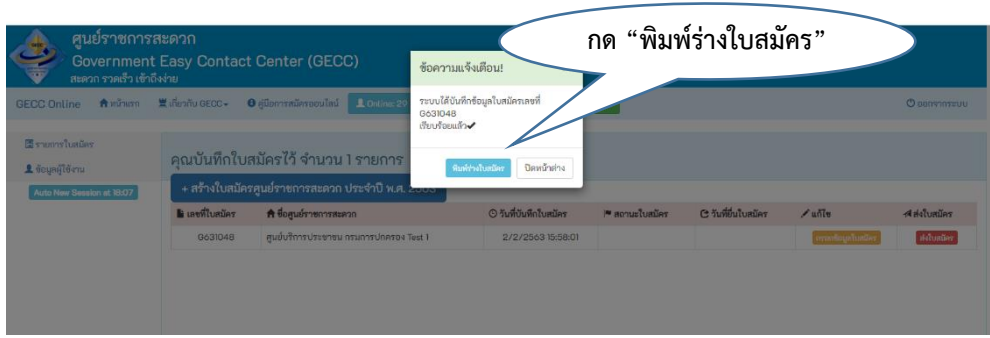 กด “พิมพ์ร่างใบสมัคร”
ศูนย์ราชการสะดวก
Government Easy Contact Center (GECC)
สะดวก รวดเร็ว เข้าถึงง่าย
ข้อความแจ้งเตือน!
GECC Online หน้าแรก เกี่ยวกับ GECC คู่มือการสมัครออนไลน์ Online: 29 ออกจากระบบ
ระบบได้บันทึกข้อมูลใบสมัครเลขที่
G631048
เรียบร้อยแล้ว✔
พิมพ์ร่างใบสมัคร ปิดหน้าต่าง
รายการใบสมัคร
ข้อมูลผู้ใช้งาน
Auto New Session at 16:07
คุณบันทึกใบสมัครไว้ จำนวน 1 รายการ
+ สร้างใบสมัครศูนย์ราชการสะดวก ประจำปี พ.ศ. 2563
เลขที่ใบสมัคร ชื่อศูนย์ราชการสะดวก วันที่บันทึกใบสมัคร สถานะใบสมัคร วันที่ยื่นใบสมัคร แก้ไข ส่งใบสมัคร
G631048 ศูนย์บริการประชาชน กรมการปกครอง Test 1 2/2/2563 15:58:01 ส่งใบสมัคร